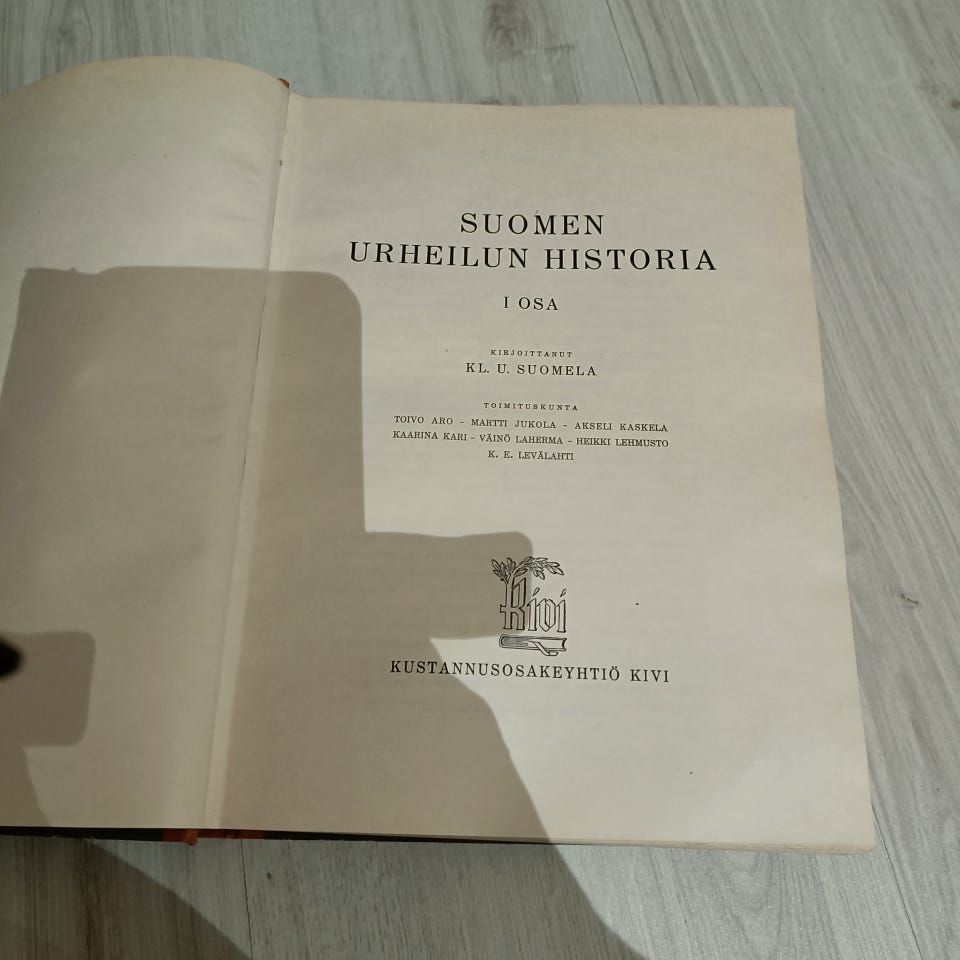 SUOMEN
URHEILUN HISTORIA
I OSA
KIRJOITTANUT
KL. U. SUOMELA
TOIMITUSKUNTA
TOIVO ARO - MARTTI JUKOLA - AKSELI KASKELA
KAARINA KARI - VÄINÖ LAHERMA - HEIKKI LEHMUSTO
K. E. LEVÄLAHTI
Kivi
KUSTANNUSOSAKEYHTIÖ KIVI